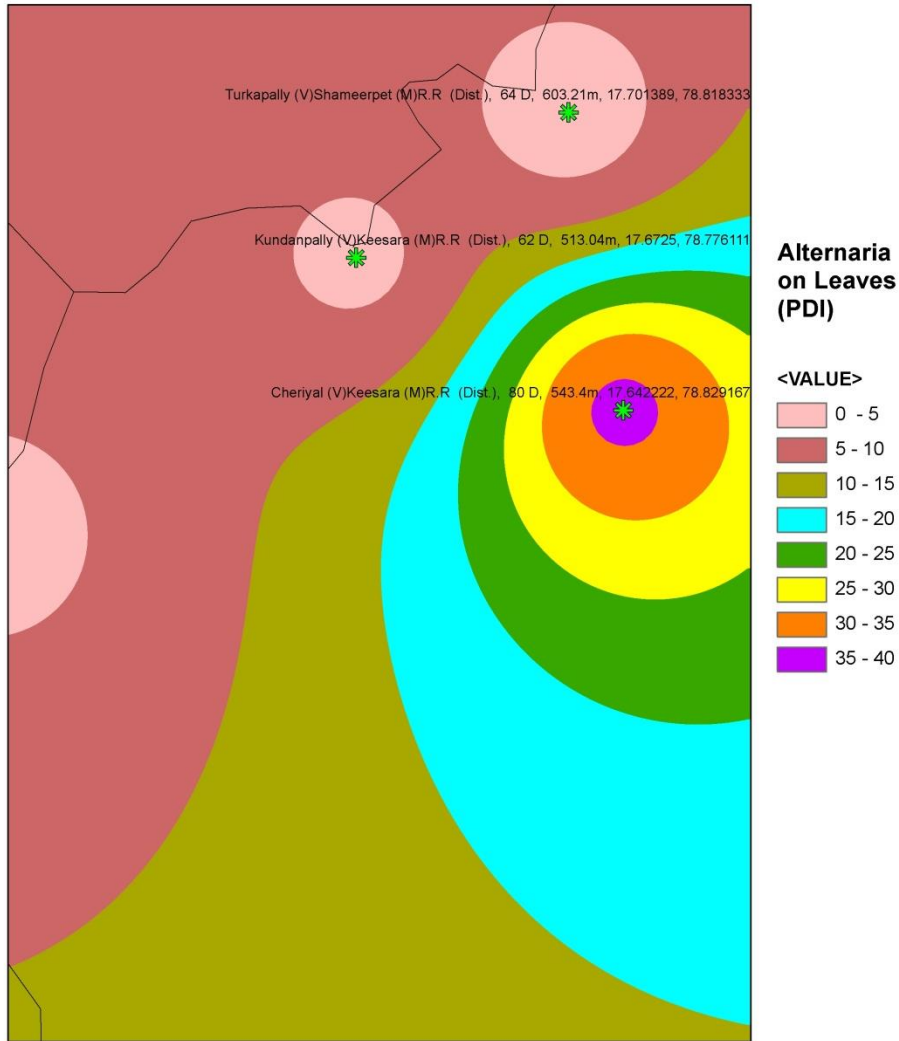 Turkapally (V)Shameerpet (M)R.R (Dist.), 64 D, 603.21m, 17.701389, 78.818333
Kundanpally (V)Keesara (M)R.R (Dist.), 62 D, 513.04m, 17.6725, 78.776111
Cheriyal (V)Keesara (M)R.R (Dist.), 80 D, 543.4m, 17.642222, 78.829167
Alternaria
on Leaves
(PDI)
<VALUE>
0 - 5
5 - 10
10 - 15
15 - 20
20 - 25
25 - 30
30 - 35
35 - 40